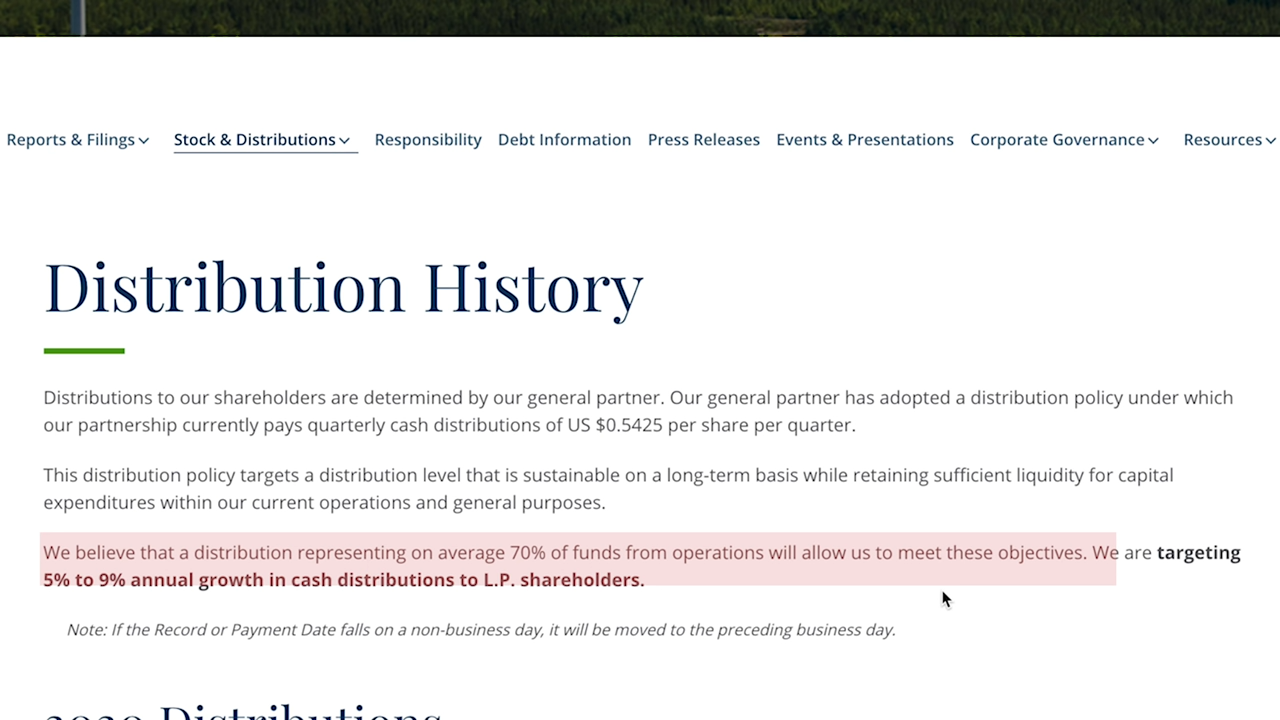 Reports & Filings Stock & Distributions Responsibility Debt Information Press Releases Events & Presentations Corporate Governance Resources
Distribution History
Distributions to our shareholders are determined by our general partner. Our general partner has adopted a distribution policy under which
our partnership currently pays quarterly cash distributions of US $0.5425 per share per quarter.
This distribution policy targets a distribution level that is sustainable on a long-term basis while retaining sufficient liquidity for capital
expenditures within our current operations and general purposes.
We believe that a distribution representing on average 70% of funds from operations will allow us to meet these objectives. We are targeting
5% to 9% annual growth in cash distributions to L.P. shareholders.
Note: If the Record or Payment Date falls on a non-business day, it will be moved to the preceding business day.
2020 Distributions